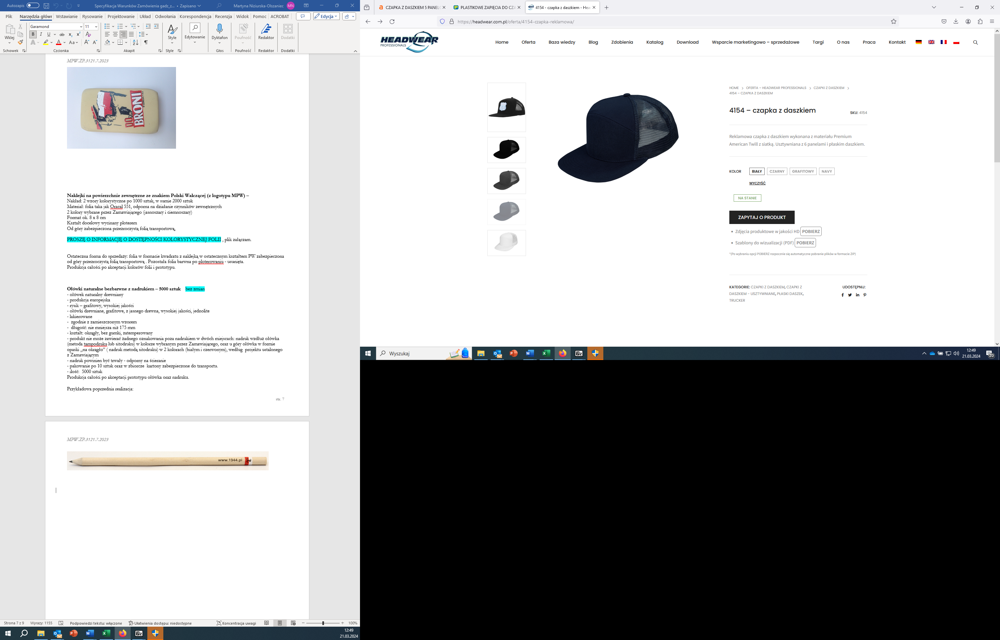 Autozapis
Specyfikacja Warunków Zamówienia gadz_z... • Zapisano
Martyna Niziurska-Olszaniec
MN
Plik
Narzędzia główn
Wstawianie
Rysowanie
Projektowanie
Układ
Odwołania
Korespondencja
Recenzja
Widok
Pomoc
ACROBAT
Edycja
Wklej
Garamond
11
Style
Edytowanie
Dyktafon
Poufność
Redaktor
Dodatki
Schowek
Czcionka
Akapit
Style
Głos
Poufność
Redaktor
Dodatki
MPW.ZP.3121.7.2023
DO BRONI
Naklejki na powierzchnie zewnętrzne ze znakiem Polski Walczącej (z logotypu MPW) –
Nakład: 2 wzory kolorystyczne po 1000 sztuk, w sumie 2000 sztuk
Materiał: folia taka jak Oracal 551, odporna na działanie czynników zewnętrznych
2 kolory wybrane przez Zamawiającego (jasnoszary i ciemnoszary)
Format ok. 8 x 8 cm
Kształt docelowy wycinany ploterem
Od góry zabezpieczona przezroczystą folią transportową,
PROSZĘ O INFORMACJĘ O DOSTĘPNOŚCI KOLORYSTYCZNEJ FOLII , plik załączam.
Ostateczna forma do sprzedaży: folia w formacie kwadratu z naklejką w ostatecznym kształtem PW zabezpieczona
od góry przezroczystą folią transportową . Pozostała folia barwna po ploterowaniu - usunięta.
Produkcja całości po akceptacji kolorów folii i prototypu.
Ołówki naturalne bezbarwne z nadrukiem – 5000 sztuk bez zmian
- ołówek naturalny drewniany
- produkcja europejska
- rysik – grafitowy, wysokiej jakości
- ołówki drewniane, grafitowe, z jasnego drewna, wysokiej jakości, jednolite
- lakierowane
- zgodnie z zamieszczonym wzorem
- długość: nie mniejsza niż 175 mm
- kształt: okrągły, bez gumki, zatemperowany
- produkt nie może zawierać żadnego oznakowania poza nadrukiem w dwóch miejscach: nadruk wzdłuż ołówka
(metodą tampodruku lub sitodruku) w kolorze wybranym przez Zamawiającego, oraz u góry ołówka w formie
opaski „na okrągło” ( nadruk metodą sitodruku) w 2 kolorach (białym i czerwonym), według projektu ustalonego
z Zamawiającym
- nadruk powinien być trwały - odporny na ścieranie
- pakowanie po 10 sztuk oraz w zbiorcze kartony zabezpieczone do transportu.
- ilość: 5000 sztuk
Produkcja całości po akceptacji prototypu ołówka oraz nadruku.
Przykładowa poprzednia realizacja:
str. 7
MPW.ZP.3121.7.2023
www.1944.pl
Strona 7 z 9
Wyrazy: 1155
Podpowiedzi tekstu: włączone
Ułatwienia dostępu: niedostępne
Koncentracja uwagi
100%
12:49
21.03.2024
CZAPKA Z DASZKIEM 5 PANELO
PLASTIKOWE ZAPIĘCIA DO CZA
4154 - czapka z daszkiem - Hea
https://headwear.com.pl/oferta/4154-czapka-reklamowa/
HEADWEAR
PROFESSIONALS
Home
Oferta
Baza wiedzy
Blog
Zdobienia
Katalog
Download
Wsparcie marketingowo – sprzedażowe
Targi
O nas
Praca
Kontakt
HOME > OFERTA – HEADWEAR PROFESSIONALS > CZAPKI Z DASZKIEM >
4154 – CZAPKA Z DASZKIEM
4154 – czapka z daszkiem
SKU: 4154
Reklamowa czapka z daszkiem wykonana z materiału Premium
American Twill z siatką. Usztywniana z 6 panelami i płaskim daszkiem.
KOLOR
BIAŁY
CZARNY
GRAFITOWY
NAVY
WYCZYŚĆ
NA STANIE
ZAPYTAJ O PRODUKT
• Zdjęcia produktowe w jakości HD POBIERZ
• Szablony do wizualizacji (PDF) POBIERZ
*(Po wybraniu opcji POBIERZ rozpocznie się automatyczne pobranie plików w formacie ZIP)
KATEGORIE: CZAPKI Z DASZKIEM, CZAPKI Z
DASZKIEM - USZTYWNIANE, PŁASKI DASZEK,
TRUCKER
UDOSTĘPNIJ:
Wyszukaj
12:49
21.03.2024
20